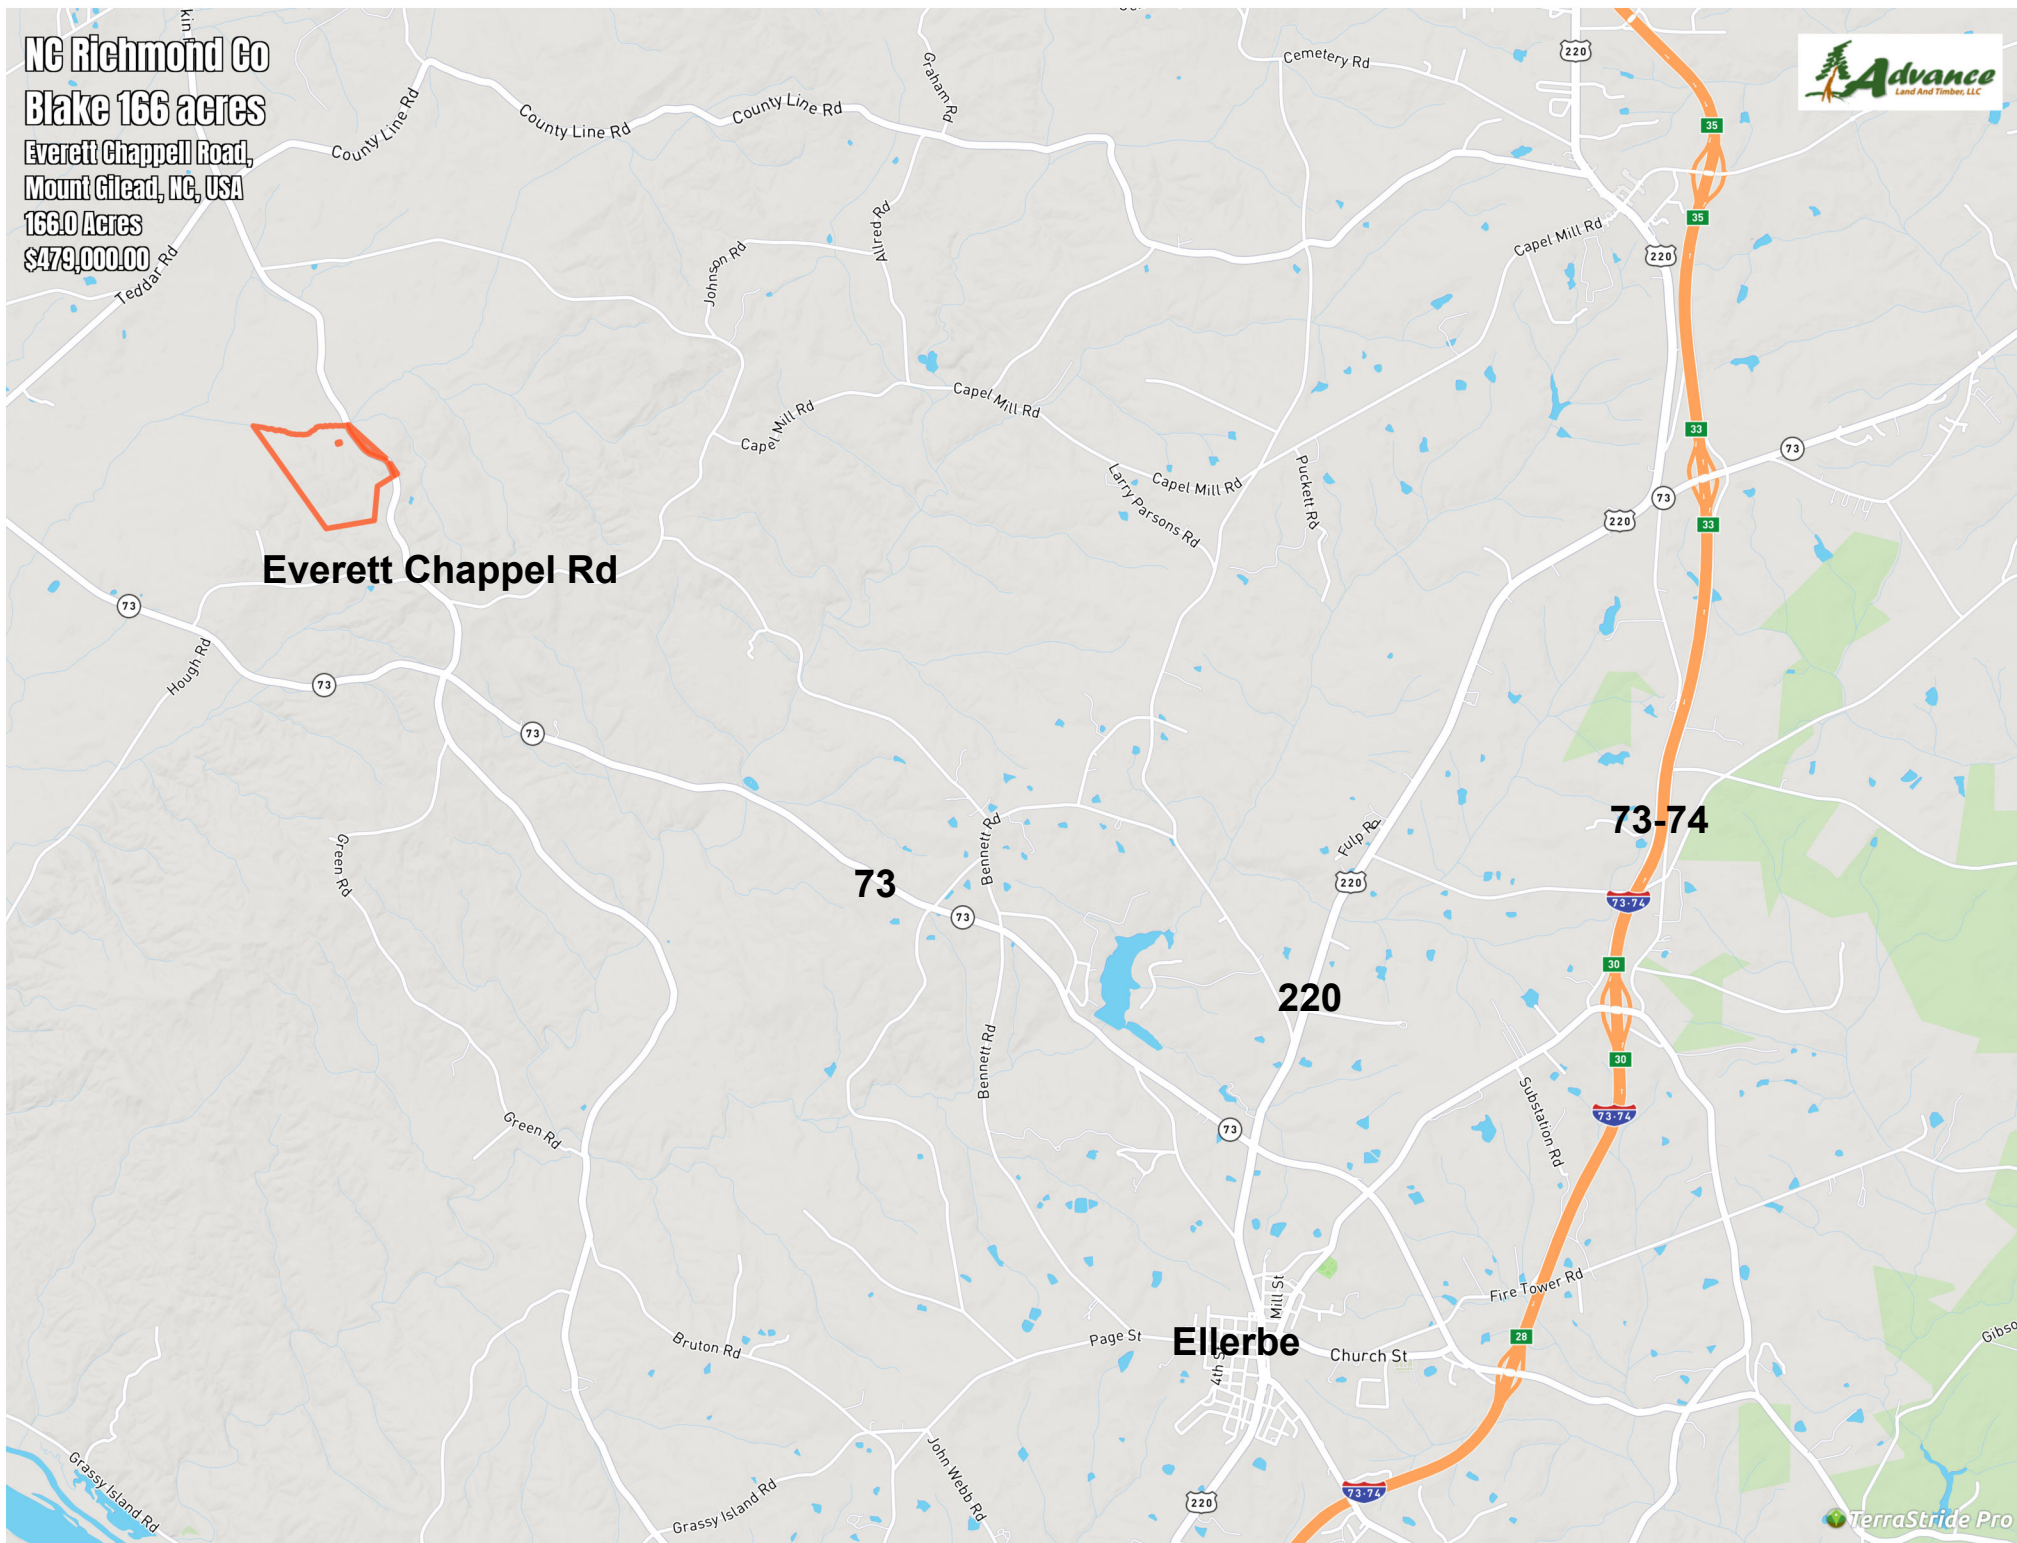 NC Richmond Co
Blake 166 acres
Everett Chappell Road,
Mount Gilead, NC, USA
166.0 Acres
$479,000.00
Advance
Land And Timber, LLC
220
Cemetery Rd
Graham Rd
County Line Rd
County Line Rd
County Line Rd
35
35
Allred Rd
Johnson Rd
Capel Mill Rd
220
Teddar Rd
Capel Mill Rd
Capel Mill Rd
33
73
Capel Mill Rd
Larry Parsons Rd
Puckett Rd
73
220
33
Everett Chappel Rd
73
Hough Rd
73
73
73-74
Fulp Rd
Bennett Rd
Green Rd
73
220
73-74
73
30
220
Bennett Rd
30
Substation Rd
73-74
Green Rd
73
Fire Tower Rd
Mill St
Page St
Ellerbe
28
Church St
Bruton Rd
4th St
Gibso
Grassy Island Rd
Grassy Island Rd
John Webb Rd
220
73-74
TerraStride Pro